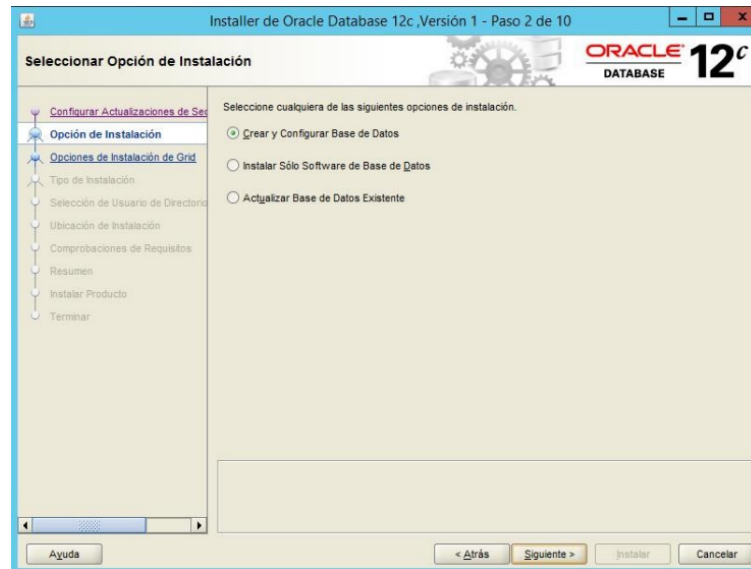 Installer de Oracle Database 12c ,Versión 1 - Paso 2 de 10
Seleccionar Opción de Instalación
ORACLE
DATABASE
12c
Configurar Actualizaciones de Sec
Opción de Instalación
Opciones de Instalación de Grid
Tipo de Instalación
Selección de Usuario de Directorio
Ubicación de Instalación
Comprobaciones de Requisitos
Resumen
Instalar Producto
Terminar
Seleccione cualquiera de las siguientes opciones de instalación.
Crear y Configurar Base de Datos
Instalar Sólo Software de Base de Datos
Actualizar Base de Datos Existente
Ayuda
< Atrás
Siguiente >
Instalar
Cancelar